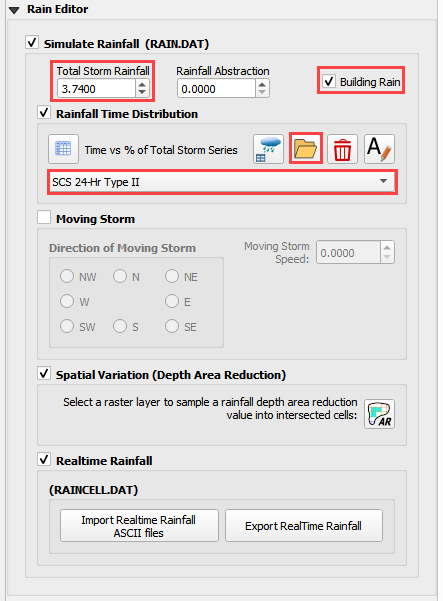 Rain Editor
Simulate Rainfall (RAIN.DAT)
Total Storm Rainfall
Rainfall Abstraction
3.7400
0.0000
Building Rain
Rainfall Time Distribution
Time vs % of Total Storm Series
SCS 24-Hr Type II
Moving Storm
Direction of Moving Storm
Moving Storm
Speed:
0.0000
NW N NE
W E
SW S SE
Spatial Variation (Depth Area Reduction)
Select a raster layer to sample a rainfall depth area reduction
value into intersected cells:
AR
Realtime Rainfall
(RAINCELL.DAT)
Import Realtime Rainfall
ASCII files
Export RealTime Rainfall